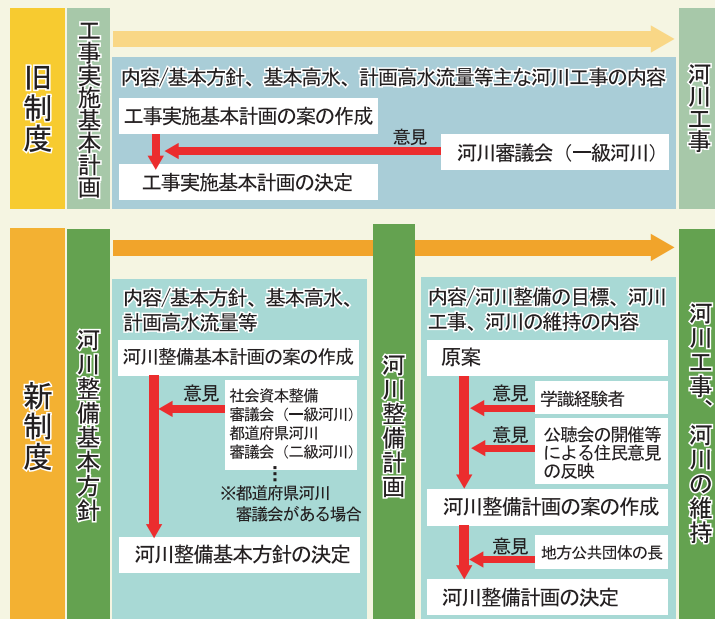 旧制度
工事実施基本計画
内容/基本方針、基本高水、計画高水流量等主な河川工事の内容
工事実施基本計画の案の作成
意見
河川審議会（一級河川）
工事実施基本計画の決定
河川工事
新制度
河川整備基本方針
内容/基本方針、基本高水、
計画高水流量等
河川整備基本計画の案の作成
意見
社会資本整備
審議会（一級河川）
都道府県河川
審議会（二級河川）
※都道府県河川
審議会がある場合
河川整備基本方針の決定
河川整備計画
内容/河川整備の目標、河川
工事、河川の維持の内容
原案
意見
学識経験者
意見
公聴会の開催等
による住民意見
の反映
河川整備計画の案の作成
意見
地方公共団体の長
河川整備計画の決定
河川工事、河川の維持